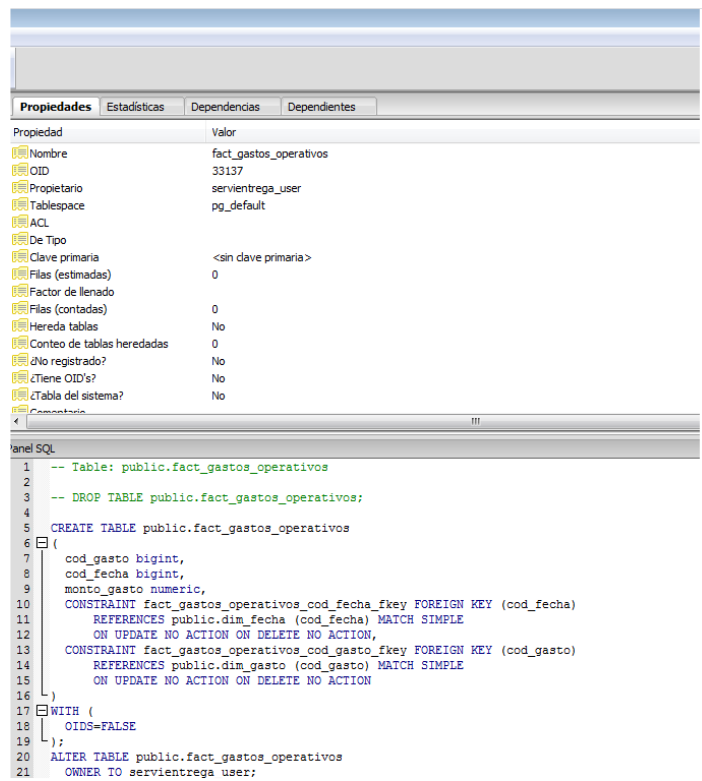 Propiedades Estadísticas Dependencias Dependientes
Propiedad Valor
Nombre fact_gastos_operativos
OID 33137
Propietario servientrega_user
Tablespace pg_default
ACL
De Tipo
Clave primaria <sin clave primaria>
Filas (estimadas) 0
Factor de llenado
Filas (contadas) 0
Hereda tablas No
Conteo de tablas heredadas 0
¿No registrado? No
¿Tiene OID's? No
¿Tabla del sistema? No
Comentario
Panel SQL
1 -- Table: public.fact_gastos_operativos
2
3 -- DROP TABLE public.fact_gastos_operativos;
4
5 CREATE TABLE public.fact_gastos_operativos
6 (
7 cod_gasto bigint,
8 cod_fecha bigint,
9 monto_gasto numeric,
10 CONSTRAINT fact_gastos_operativos_cod_fecha_fkey FOREIGN KEY (cod_fecha)
11 REFERENCES public.dim_fecha (cod_fecha) MATCH SIMPLE
12 ON UPDATE NO ACTION ON DELETE NO ACTION,
13 CONSTRAINT fact_gastos_operativos_cod_gasto_fkey FOREIGN KEY (cod_gasto)
14 REFERENCES public.dim_gasto (cod_gasto) MATCH SIMPLE
15 ON UPDATE NO ACTION ON DELETE NO ACTION
16 )
17 WITH (
18 OIDS=FALSE
19 );
20 ALTER TABLE public.fact_gastos_operativos
21 OWNER TO servientrega_user;